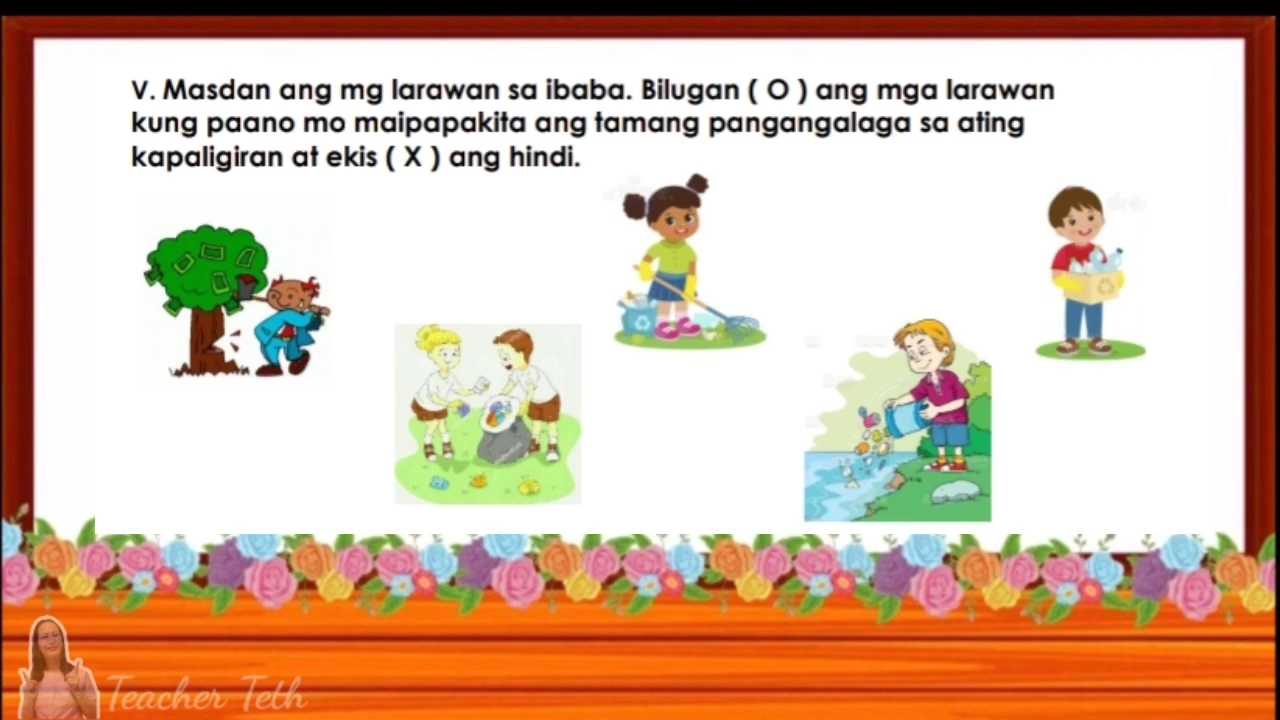 V. Masdan ang mg larawan sa ibaba. Bilugan ( O ) ang mga larawan
kung paano mo maipapakita ang tamang pangangalaga sa ating
kapaligiran at ekis ( X ) ang hindi.
Teacher Teth